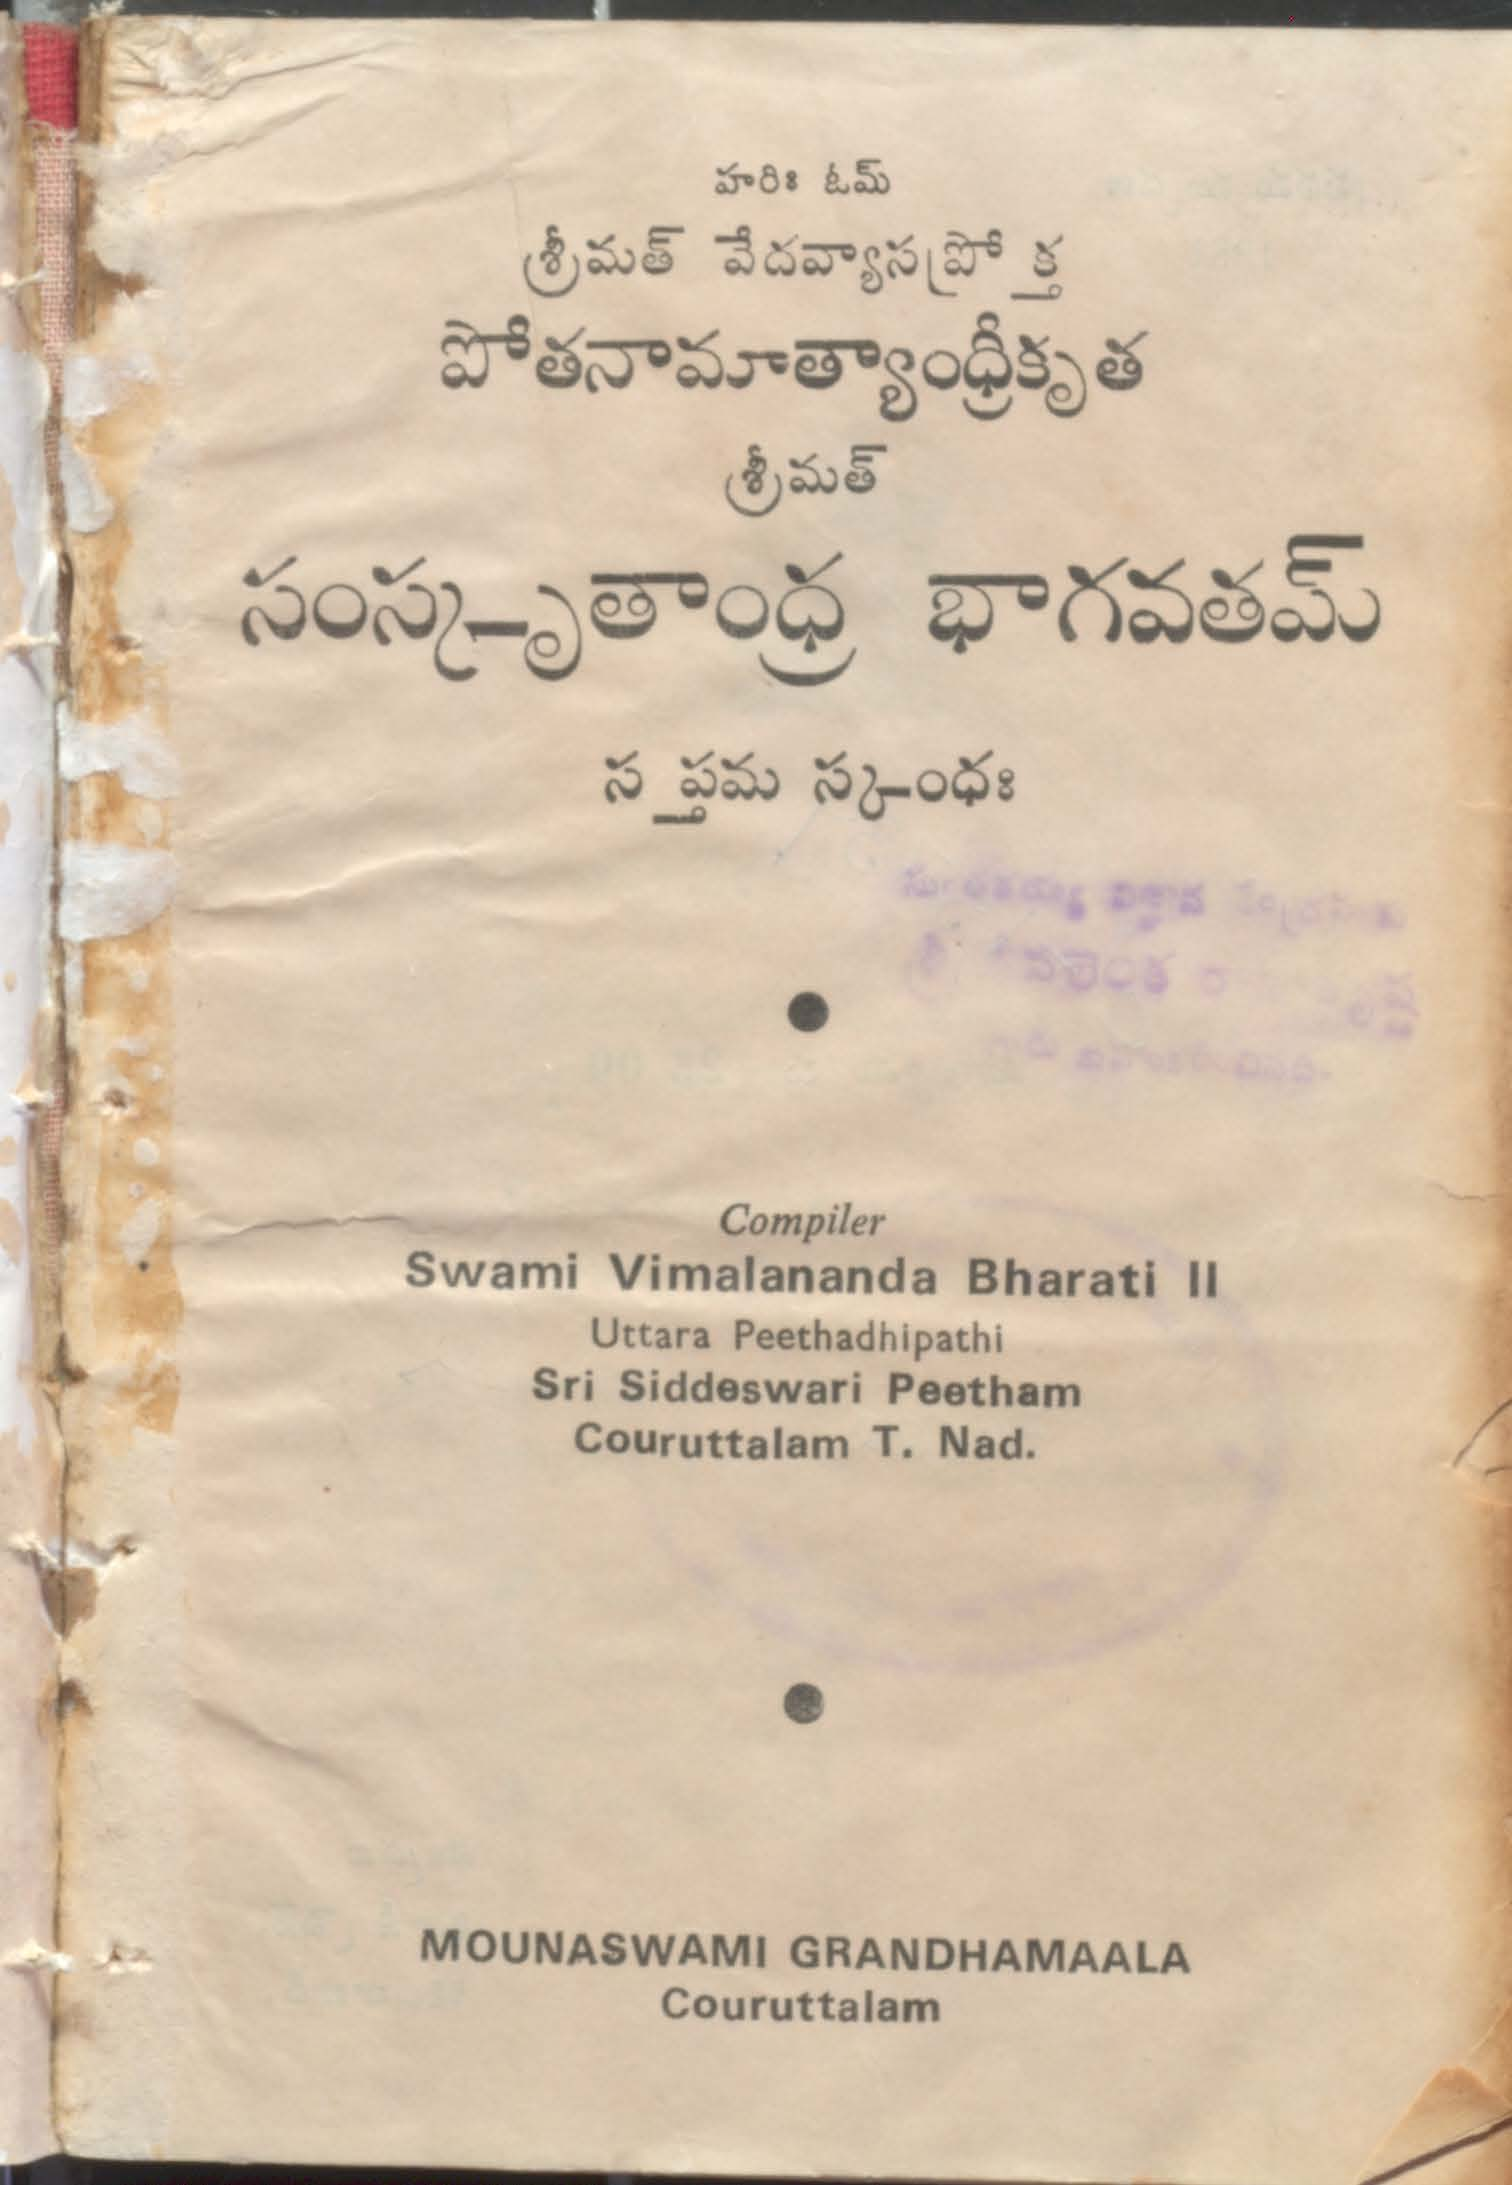 హరిః ఓమ్
శ్రీమత్ వేదవ్యాసప్రోక్త
పోతనామాత్యాంధ్రీకృత
శ్రీమత్
సంస్కృతాంధ్ర భాగవతమ్
సప్తమ స్కంధః
Compiler
Swami Vimalananda Bharati II
Uttara Peethadhipathi
Sri Siddeswari Peetham
Couruttalam T. Nad.
MOUNASWAMI GRANDHAMAALA
Couruttalam